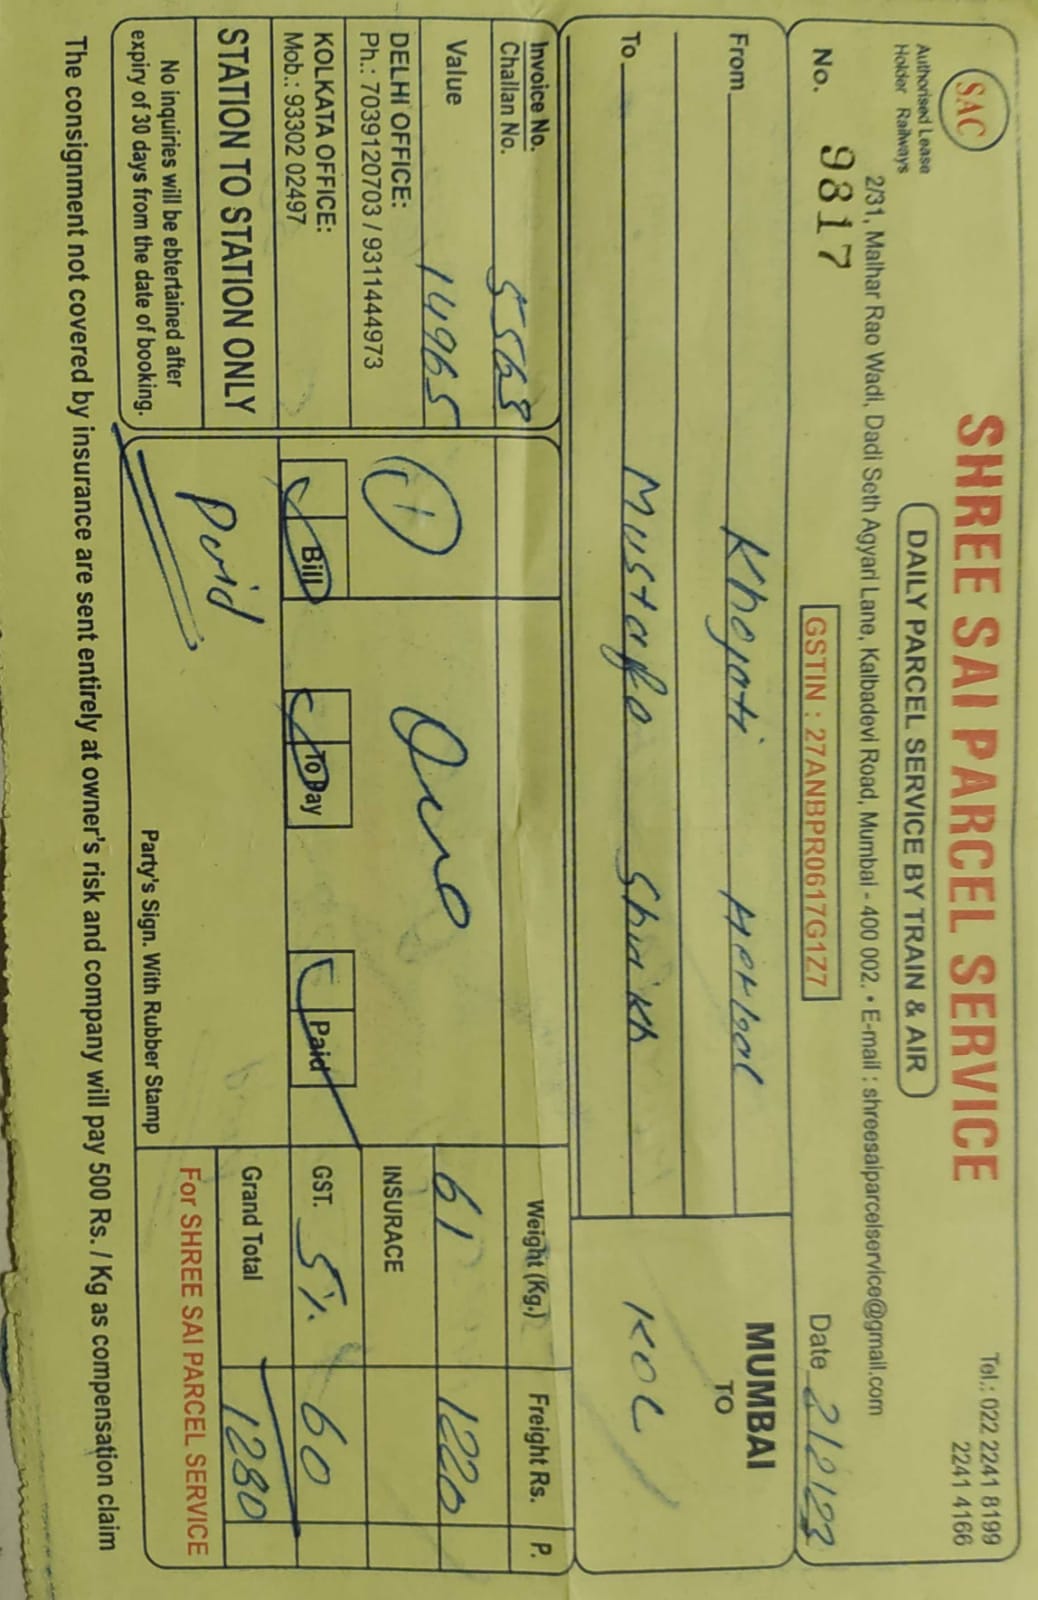 SAC
Authorised Lease
Holder Railways
SHREE SAI PARCEL SERVICE
Tel.: 022 2241 8199
2241 4166
DAILY PARCEL SERVICE BY TRAIN & AIR
2/31, Malhar Rao Wadi, Dadi Seth Agyari Lane, Kalbadevi Road, Mumbai - 400 002. • E-mail : shreesaiparcelservice@gmail.com
No. 9817
GSTIN : 27ANBPR0617G1Z7
Date 2/2/23
From Khejati
To Mustafa Shaikh
MUMBAI
TO
KOL
Invoice No.
Challan No. 5568
Value 14965
DELHI OFFICE:
Ph.: 7039120703 / 9311444973
KOLKATA OFFICE:
Mob.: 93302 02497
STATION TO STATION ONLY
No inquiries will be ebtertained after
expiry of 30 days from the date of booking.
1 One
Bill To Pay Paid
Paid
Party's Sign. With Rubber Stamp
Weight (Kg.) Freight Rs. P.
61 1220
INSURACE
GST. 5% 60
Grand Total 1280
For SHREE SAI PARCEL SERVICE
The consignment not covered by insurance are sent entirely at owner's risk and company will pay 500 Rs. / Kg as compensation claim